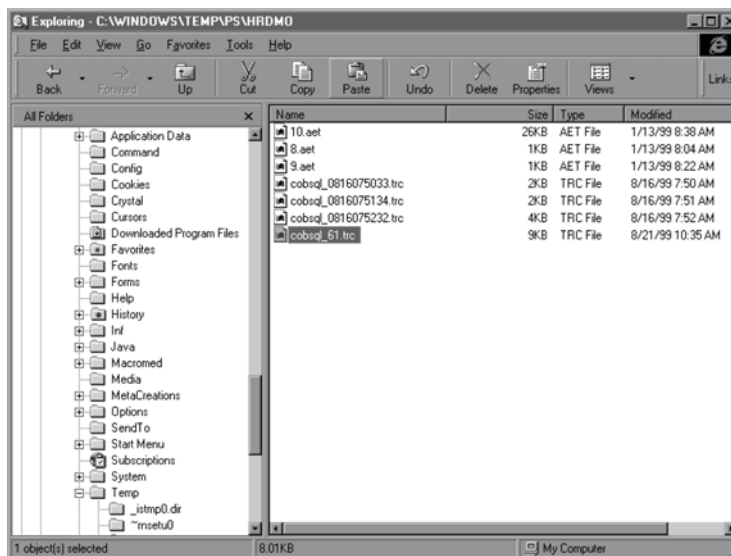 Exploring - C:\WINDOWS\TEMP\PS\HRDMO
File Edit View Go Favorites Tools Help
Back Forward Up Cut Copy Paste Undo Delete Properties Views Links
All Folders
Application Data
Command
Config
Cookies
Crystal
Cursors
Downloaded Program Files
Favorites
Fonts
Forms
Help
History
Inf
Java
Macromed
Media
MetaCreations
Options
SendTo
Start Menu
Subscriptions
System
Temp
_istmp0.dir
~rnsetu0
Name Size Type Modified
10.aet 26KB AET File 1/13/99 8:38 AM
8.aet 1KB AET File 1/13/99 8:04 AM
9.aet 1KB AET File 1/13/99 8:22 AM
cobsql_0816075033.trc 2KB TRC File 8/16/99 7:50 AM
cobsql_0816075134.trc 2KB TRC File 8/16/99 7:51 AM
cobsql_0816075232.trc 4KB TRC File 8/16/99 7:52 AM
cobsql_61.trc 9KB TRC File 8/21/99 10:35 AM
1 object(s) selected 8.01KB My Computer